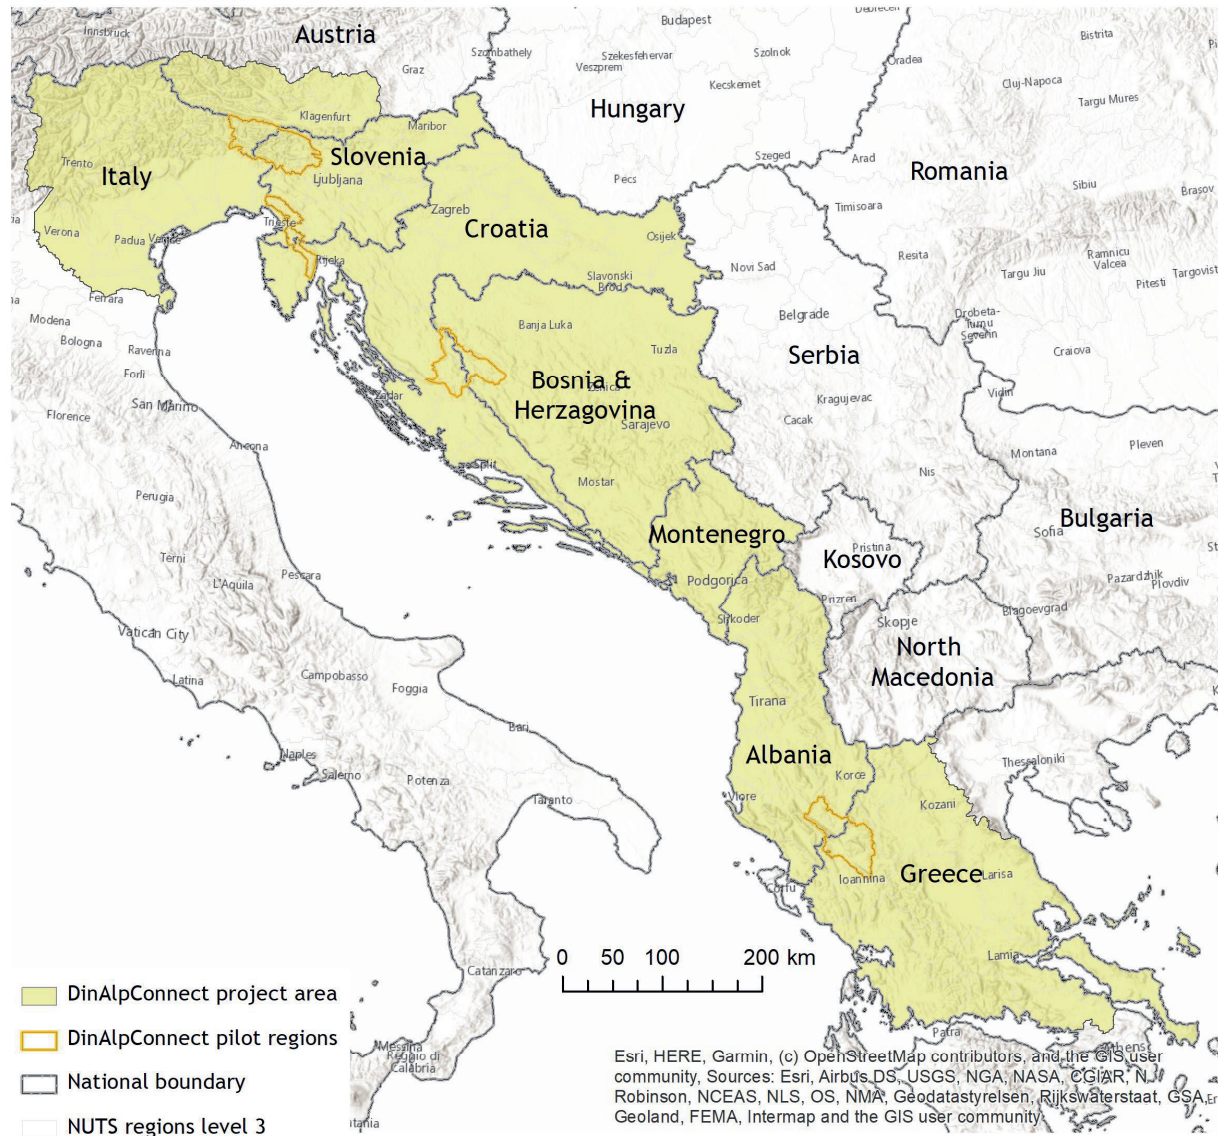 Budapest
Debrecen
Innsbruck
Austria
Bistrita
Szombathely
Szekesfehervar
Szolnok
Oradea
Veszprem
Graz
Kecskemet
Cluj-Napoca
Targu Mures
Hungary
Klagenfurt
Maribor
Slovenia
Szeged
Arad
Trento
Italy
Ljubljana
Pecs
Romania
Sibiu
Brasov
Timisoara
Zagreb
Croatia
Trieste
Verona
Padua
Venice
Osijek
Resita
Ramnicu
Valcea
Rijeka
Novi Sad
Targu Jiu
Targovist
Slavonski
Brod
Pitesti
Ferrara
Modena
Banja Luka
Belgrade
Drobeta-
Turnu
Severin
Bologna
Ravenna
Tuzla
Serbia
Craiova
Forli
Bosnia &
Zenica
Herzagovina
Zadar
Vidin
San Marino
Kragujevac
Florence
Cacak
Sarajevo
Ancona
Pleven
Montana
Split
Nis
Mostar
Perugia
Bulgaria
Sofia
Montenegro
Pristina
Kosovo
Terni
L'Aquila
Pescara
Podgorica
Pazardzhik
Plovdiv
Prizren
Blagoevgrad
Shkoder
Skopje
Vatican City
North
Macedonia
Latina
Campobasso
Foggia
Tirana
Bari
Albania
Naples
Salerno
Thessaloniki
Potenza
Korce
Taranto
Vlore
Kozani
Ioannina
Greece
Larisa
Corfu
0 50 100 200 km
Lamia
Catanzaro
DinAlpConnect project area
DinAlpConnect pilot regions
National boundary
NUTS regions level 3
Patra
Athens
Messina
Reggio di
Calabria
Esri, HERE, Garmin, (c) OpenStreetMap contributors, and the GIS user
community, Sources: Esri, Airbus DS, USGS, NGA, NASA, CGIAR, N
Robinson, NCEAS, NLS, OS, NMA, Geodatastyrelsen, Rijkswaterstaat, GSA,
Geoland, FEMA, Intermap and the GIS user community